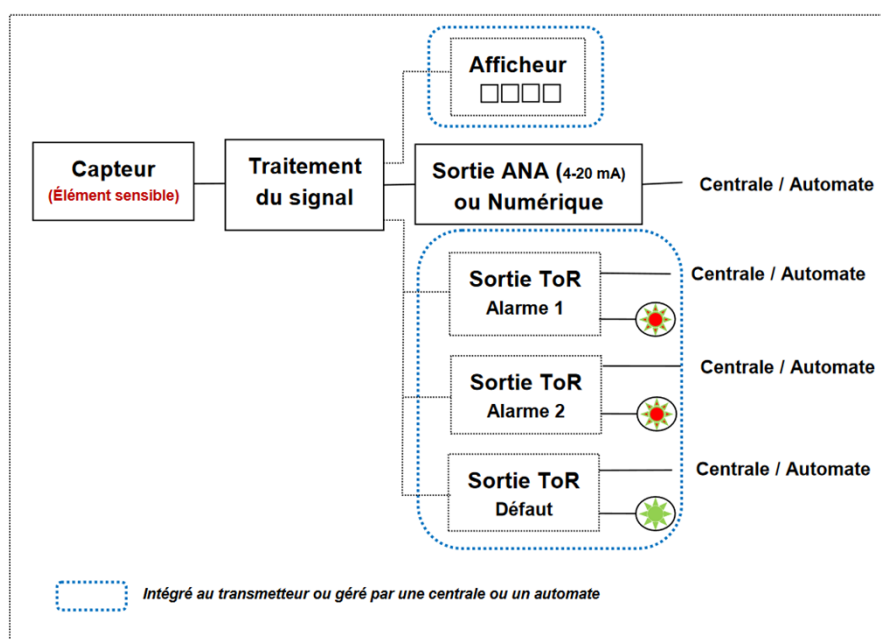 Afficheur
Capteur
(Élément sensible)
Traitement
du signal
Sortie ANA (4-20 mA)
ou Numérique
Centrale / Automate
Sortie ToR
Alarme 1
Centrale / Automate
Sortie ToR
Alarme 2
Centrale / Automate
Sortie ToR
Défaut
Centrale / Automate
Intégré au transmetteur ou géré par une centrale ou un automate